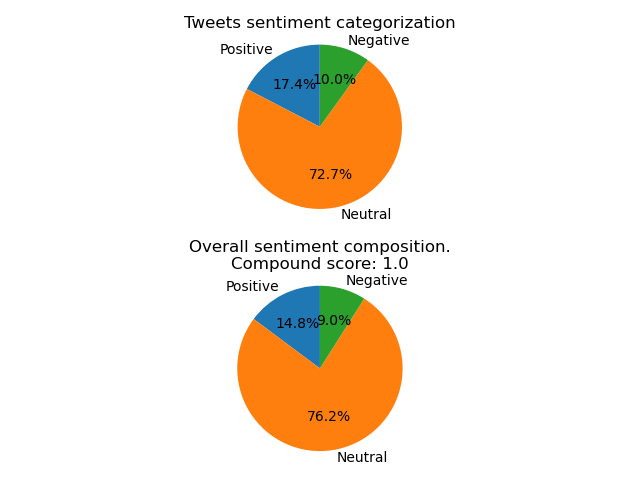 Tweets sentiment categorization
Negative
Positive
10.0%
17.4%
72.7%
Neutral
Overall sentiment composition.
Compound score: 1.0
Negative
Positive
9.0%
14.8%
76.2%
Neutral